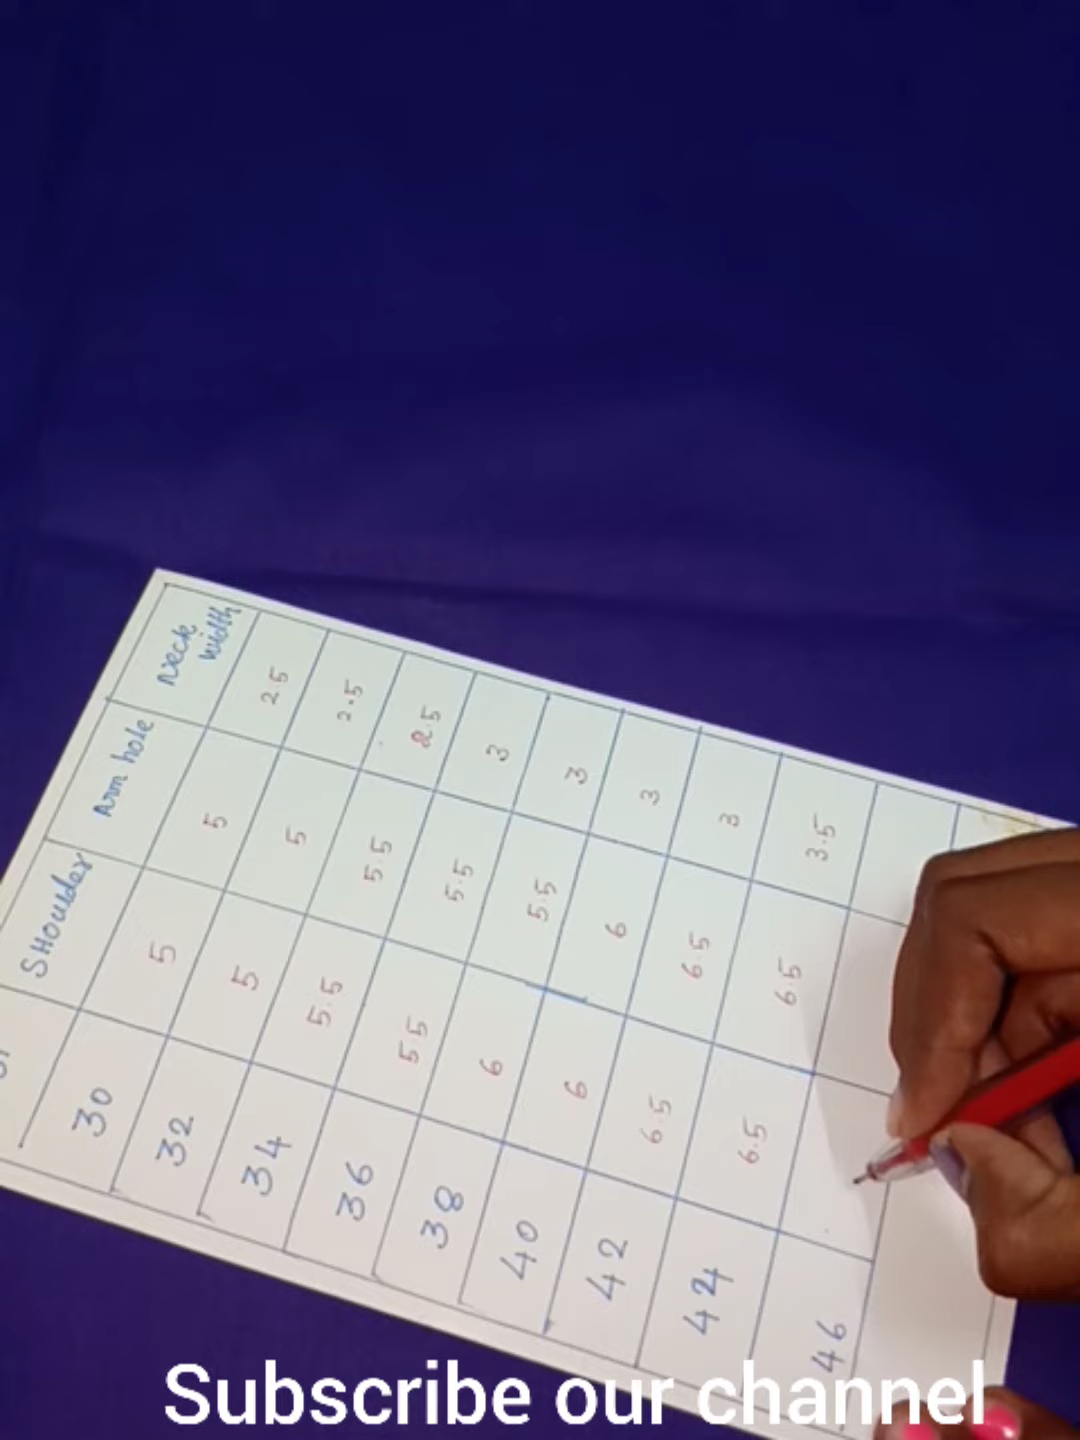 SHoulder Arm hole Neck width
30 5 5 2.5
32 5 5 2.5
34 5.5 5.5 2.5
36 5.5 5.5 3
38 6 5.5 3
40 6 6 3
42 6.5 6.5 3
44 6.5 6.5 3.5
46
Subscribe our channel